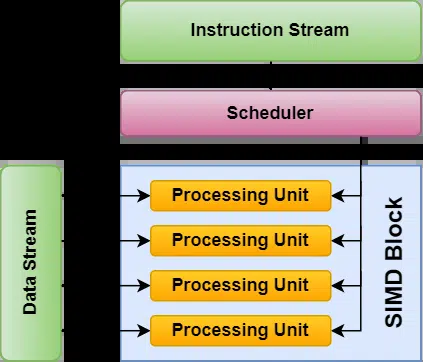 Instruction Stream
Scheduler
Data Stream
Processing Unit
Processing Unit
Processing Unit
Processing Unit
SIMD Block